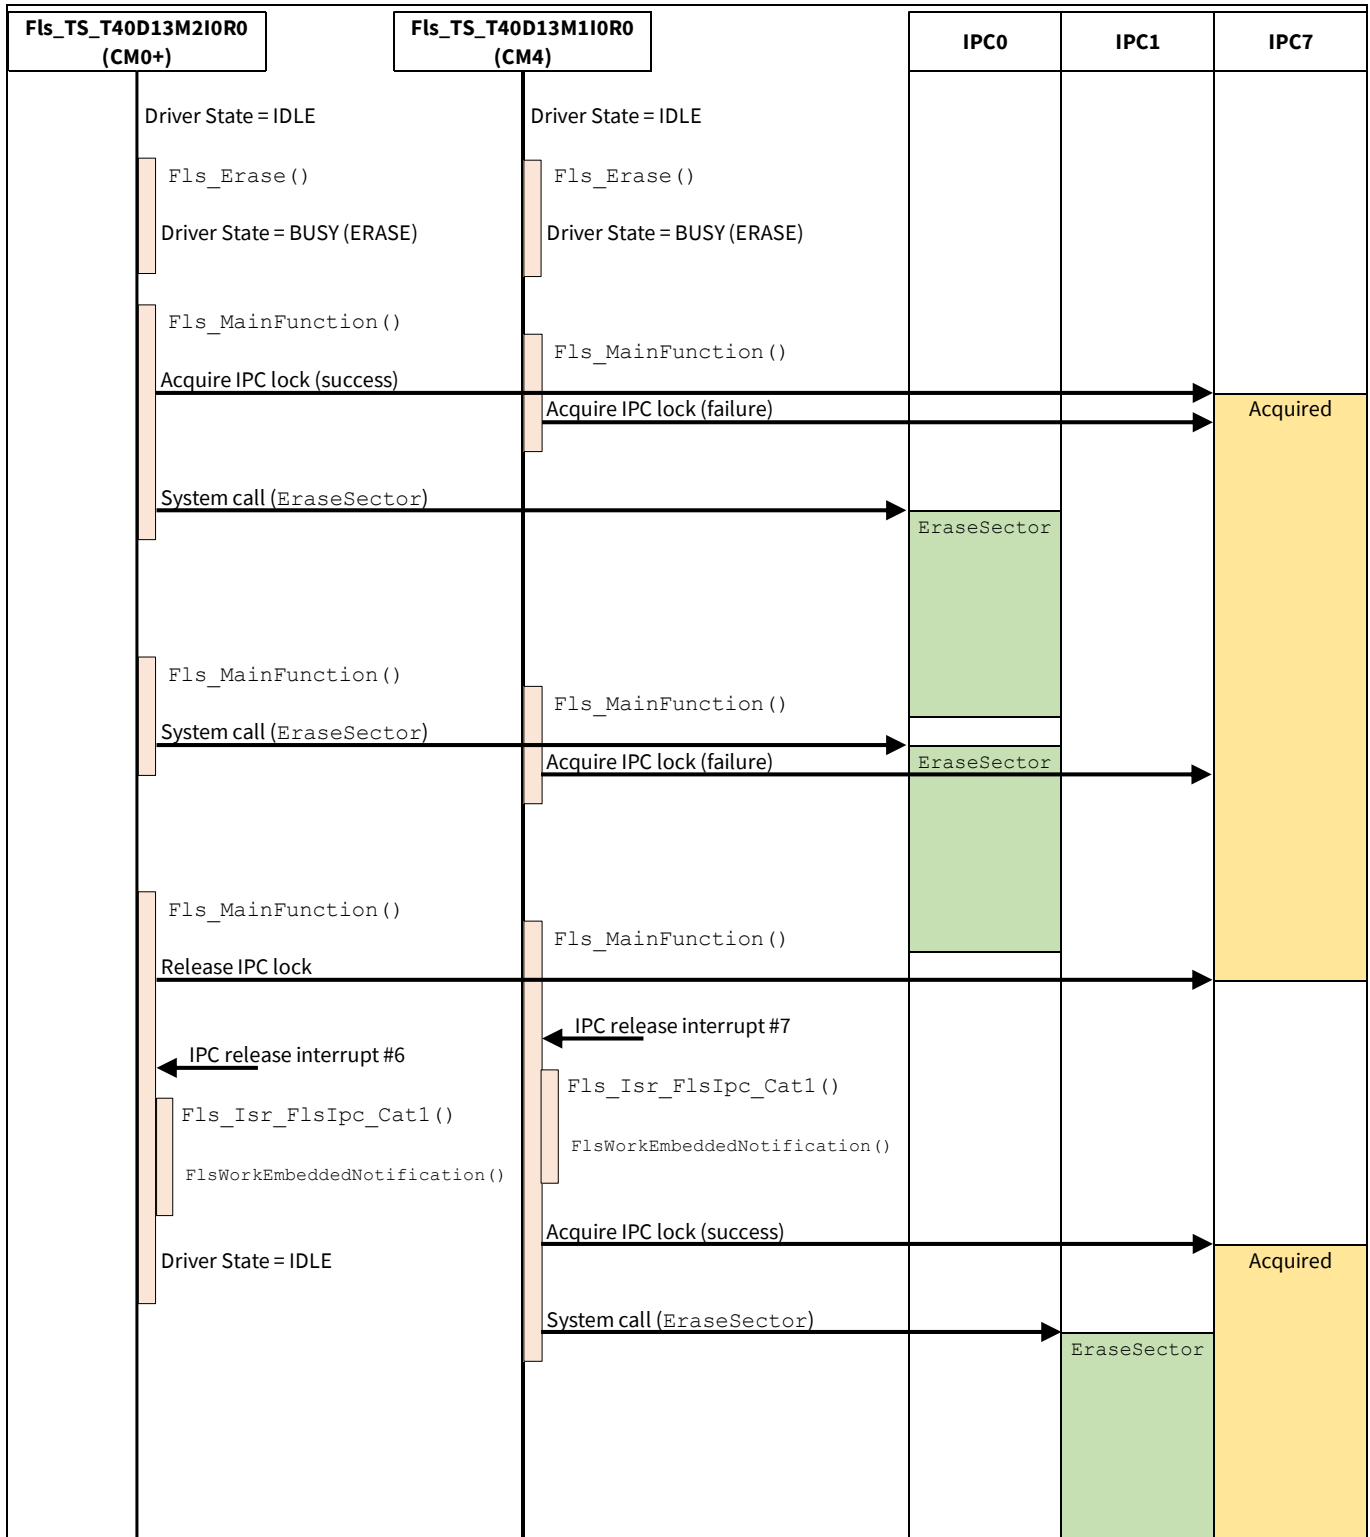 Fls_TS_T40D13M2I0R0
(CM0+)
Fls_TS_T40D13M1I0R0
(CM4)
IPC0
IPC1
IPC7
Driver State = IDLE
Driver State = IDLE
Fls_Erase()
Fls_Erase()
Driver State = BUSY (ERASE)
Driver State = BUSY (ERASE)
Fls_MainFunction()
Fls_MainFunction()
Acquire IPC lock (success)
Acquire IPC lock (failure)
Acquired
System call (EraseSector)
EraseSector
Fls_MainFunction()
Fls_MainFunction()
System call (EraseSector)
Acquire IPC lock (failure)
EraseSector
Fls_MainFunction()
Fls_MainFunction()
Release IPC lock
IPC release interrupt #7
IPC release interrupt #6
Fls_Isr_FlsIpc_Cat1()
Fls_Isr_FlsIpc_Cat1()
FlsWorkEmbeddedNotification()
FlsWorkEmbeddedNotification()
Acquire IPC lock (success)
Driver State = IDLE
Acquired
System call (EraseSector)
EraseSector